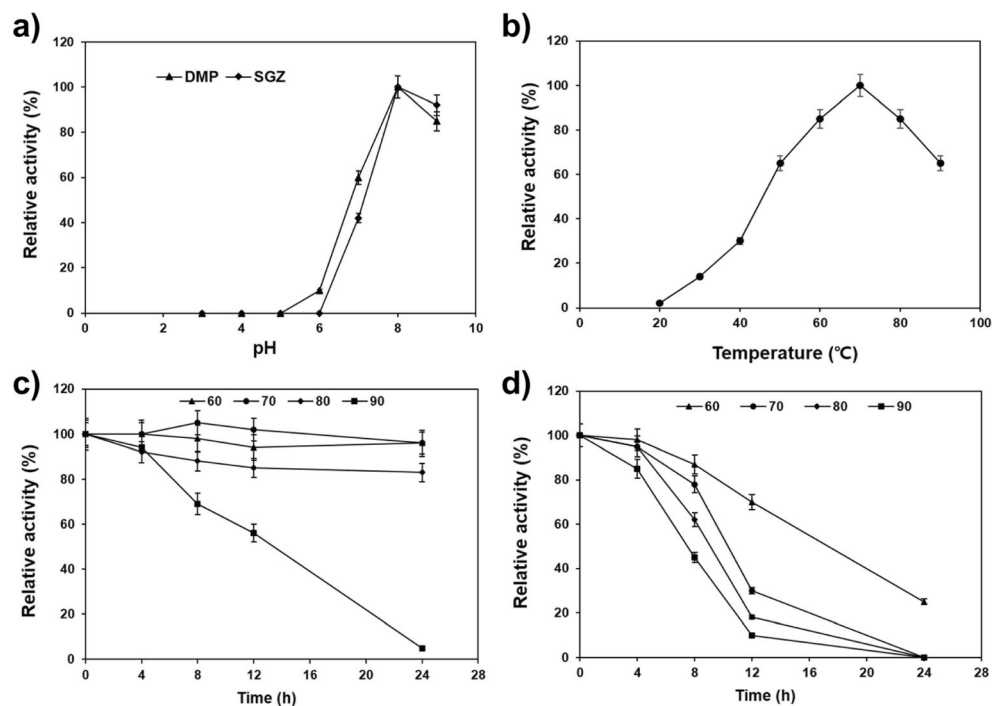 a)
120
100
80
60
40
20
0
Relative activity (%)
DMP SGZ
0 2 4 6 8 10
pH
b)
120
100
80
60
40
20
0
Relative activity (%)
0 20 40 60 80 100
Temperature (℃)
c)
120
100
80
60
40
20
0
Relative activity (%)
60 70 80 90
0 4 8 12 16 20 24 28
Time (h)
d)
120
100
80
60
40
20
0
Relative activity (%)
60 70 80 90
0 4 8 12 16 20 24 28
Time (h)